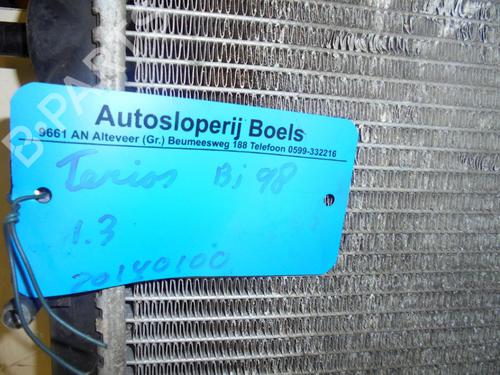 Autosloperij Boels
9661 AN Alteveer (Gr.) Beumeesweg 188 Telefoon 0599-332216
Terios Bj 98
1.3
20140100
B-PARTS